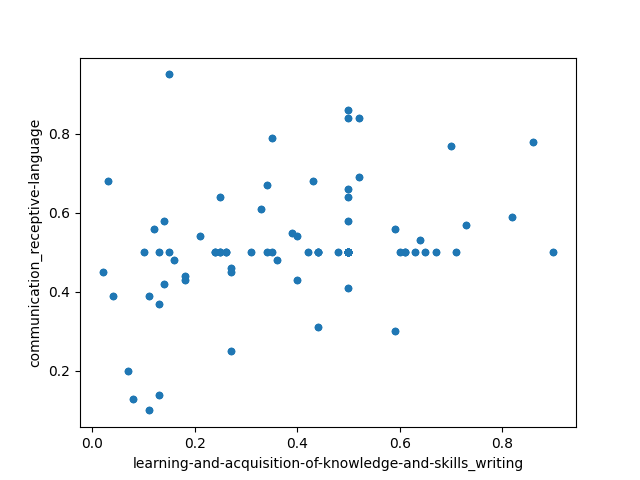 communication_receptive-language
0.8
0.6
0.4
0.2
0.0 0.2 0.4 0.6 0.8
learning-and-acquisition-of-knowledge-and-skills_writing